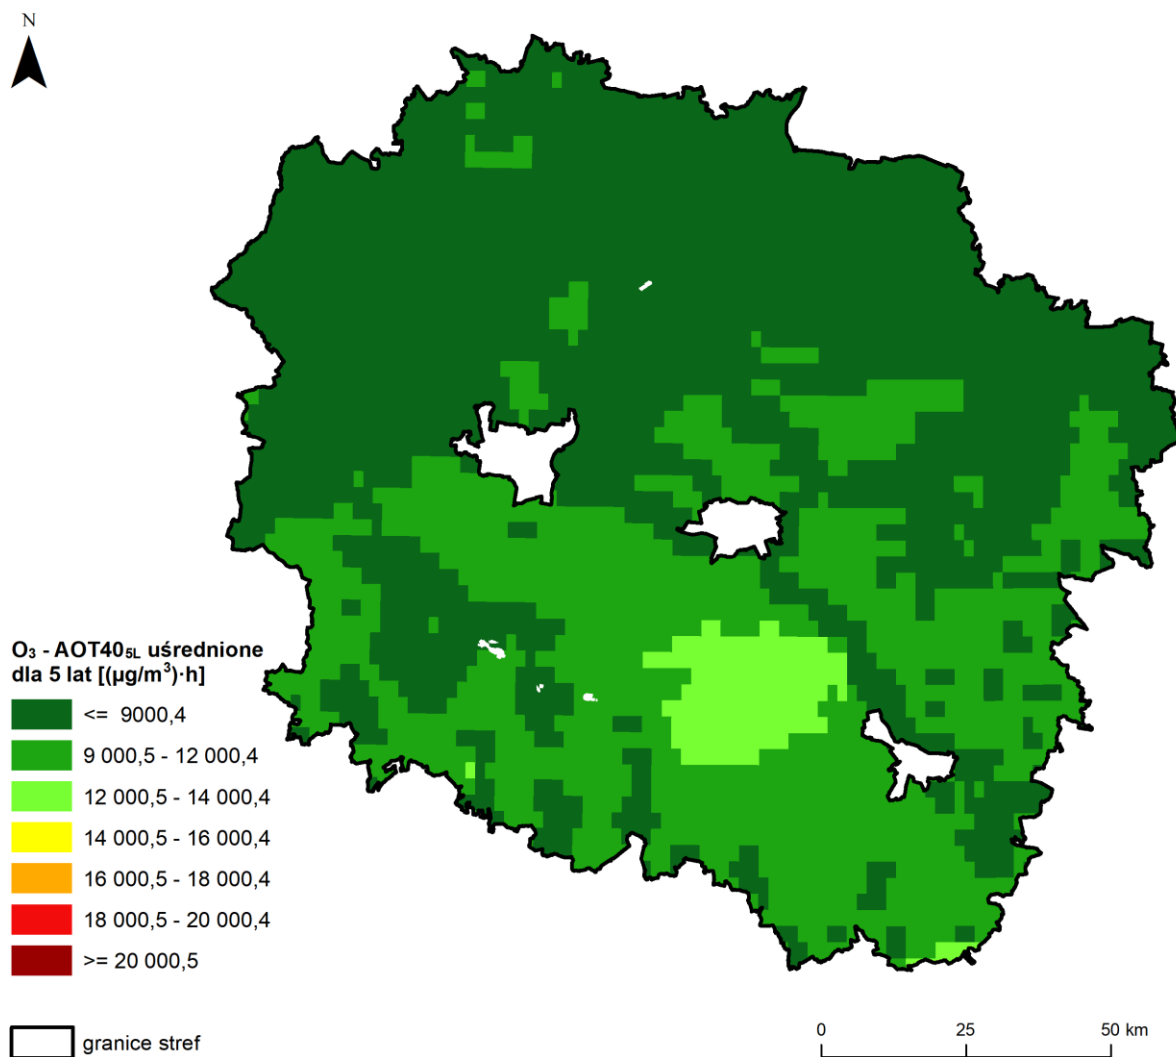 N
O₃ - AOT40₅L uśrednione
dla 5 lat [(µg/m³)·h]
<= 9000,4
9 000,5 - 12 000,4
12 000,5 - 14 000,4
14 000,5 - 16 000,4
16 000,5 - 18 000,4
18 000,5 - 20 000,4
>= 20 000,5
granice stref
0 25 50 km